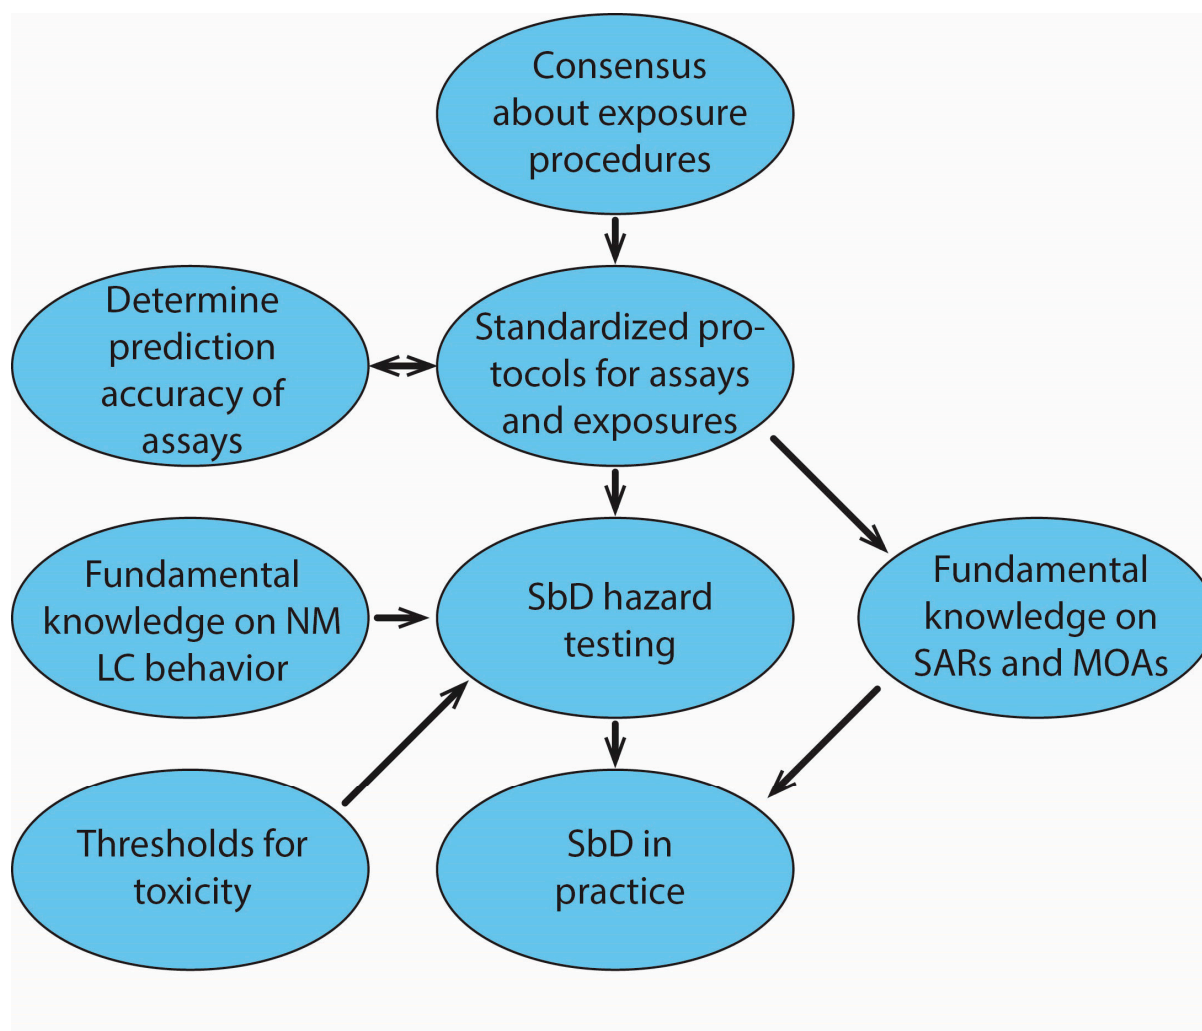 Consensus
about exposure
procedures
Determine
prediction
accuracy of
assays
Standardized pro-
tocols for assays
and exposures
Fundamental
knowledge on NM
LC behavior
SbD hazard
testing
Fundamental
knowledge on
SARs and MOAs
Thresholds for
toxicity
SbD in
practice